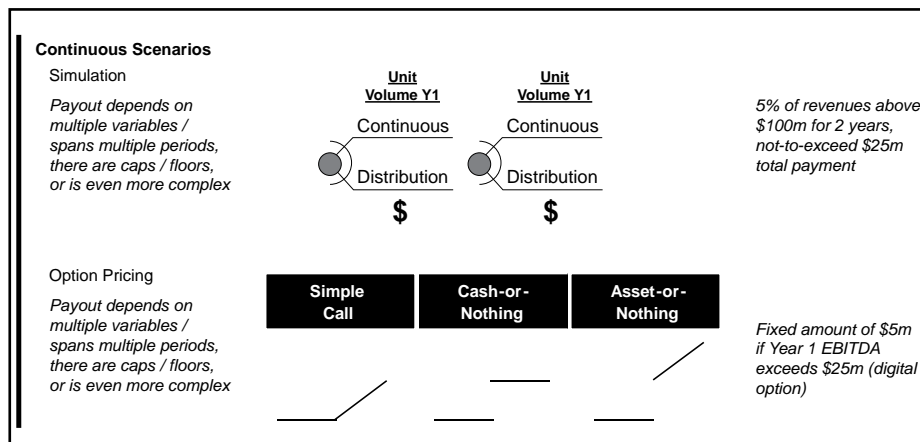 Continuous Scenarios
Simulation
Payout depends on
multiple variables /
spans multiple periods,
there are caps / floors,
or is even more complex
Unit
Volume Y1
Continuous
Distribution
$
Unit
Volume Y1
Continuous
Distribution
$
5% of revenues above
$100m for 2 years,
not-to-exceed $25m
total payment
Option Pricing
Payout depends on
multiple variables /
spans multiple periods,
there are caps / floors,
or is even more complex
Simple
Call
Cash-or-
Nothing
Asset-or-
Nothing
Fixed amount of $5m
if Year 1 EBITDA
exceeds $25m (digital
option)